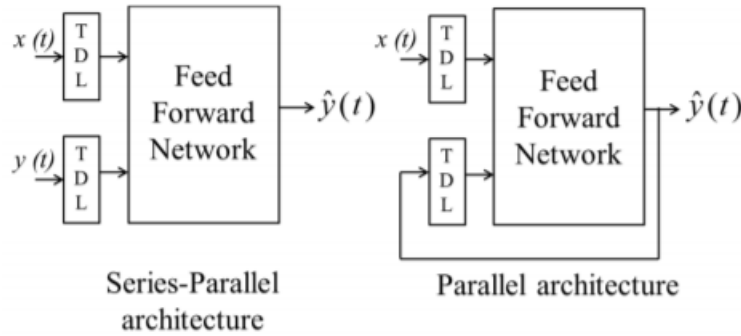 x (t)
T
D
L
Feed
Forward
Network
ŷ(t)
y (t)
T
D
L
Series-Parallel
architecture
x (t)
T
D
L
Feed
Forward
Network
ŷ(t)
T
D
L
Parallel architecture